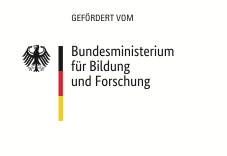 GEFÖRDERT VOM
Bundesministerium
für Bildung
und Forschung